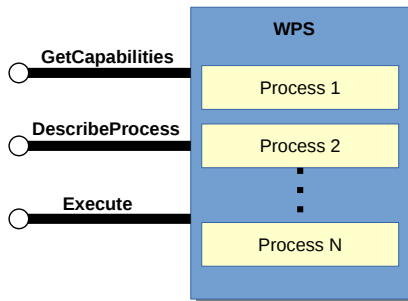 WPS
GetCapabilities
Process 1
DescribeProcess
Process 2
Execute
Process N